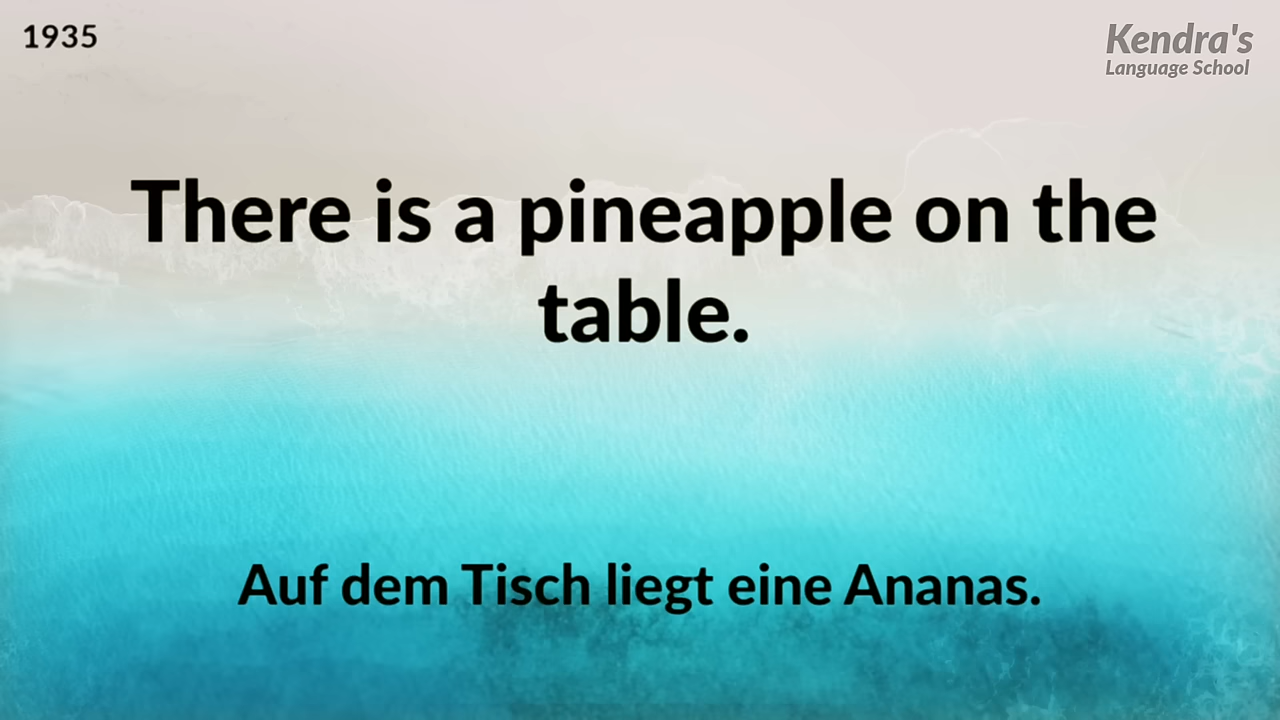 1935
Kendra's
Language School
There is a pineapple on the
table.
Auf dem Tisch liegt eine Ananas.